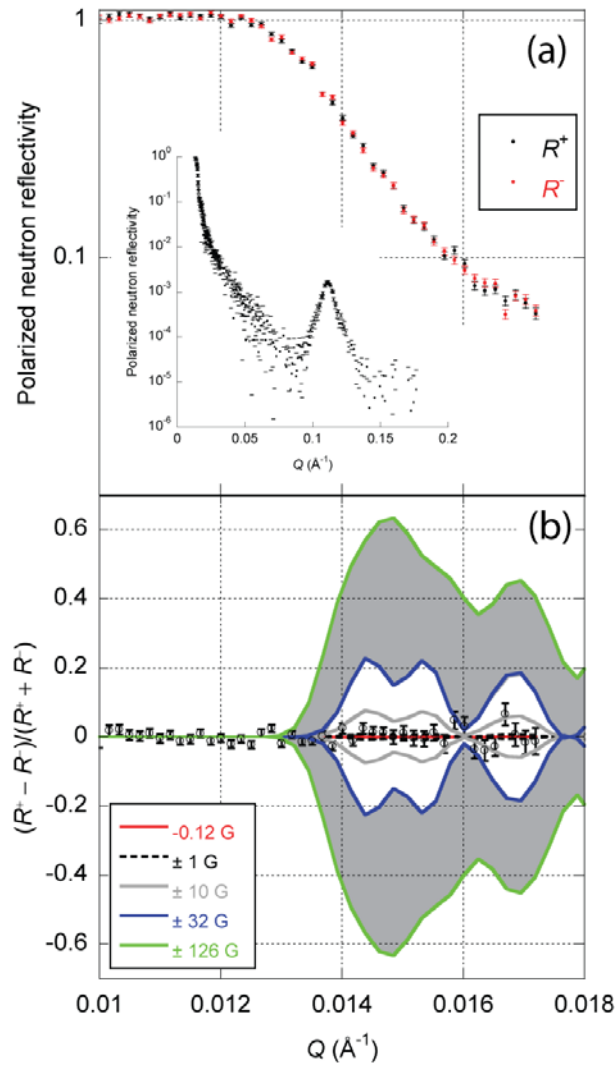 (a)
Polarized neutron reflectivity
1
0.1
R⁺
R⁻
Polarized neutron reflectivity
10⁰
10⁻¹
10⁻²
10⁻³
10⁻⁴
10⁻⁵
10⁻⁶
0 0.05 0.1 0.15 0.2
Q (Å⁻¹)
(b)
(R⁺ − R⁻)/(R⁺ + R⁻)
0.6
0.4
0.2
0
-0.2
-0.4
-0.6
-0.12 G
± 1 G
± 10 G
± 32 G
± 126 G
0.01 0.012 0.014 0.016 0.018
Q (Å⁻¹)